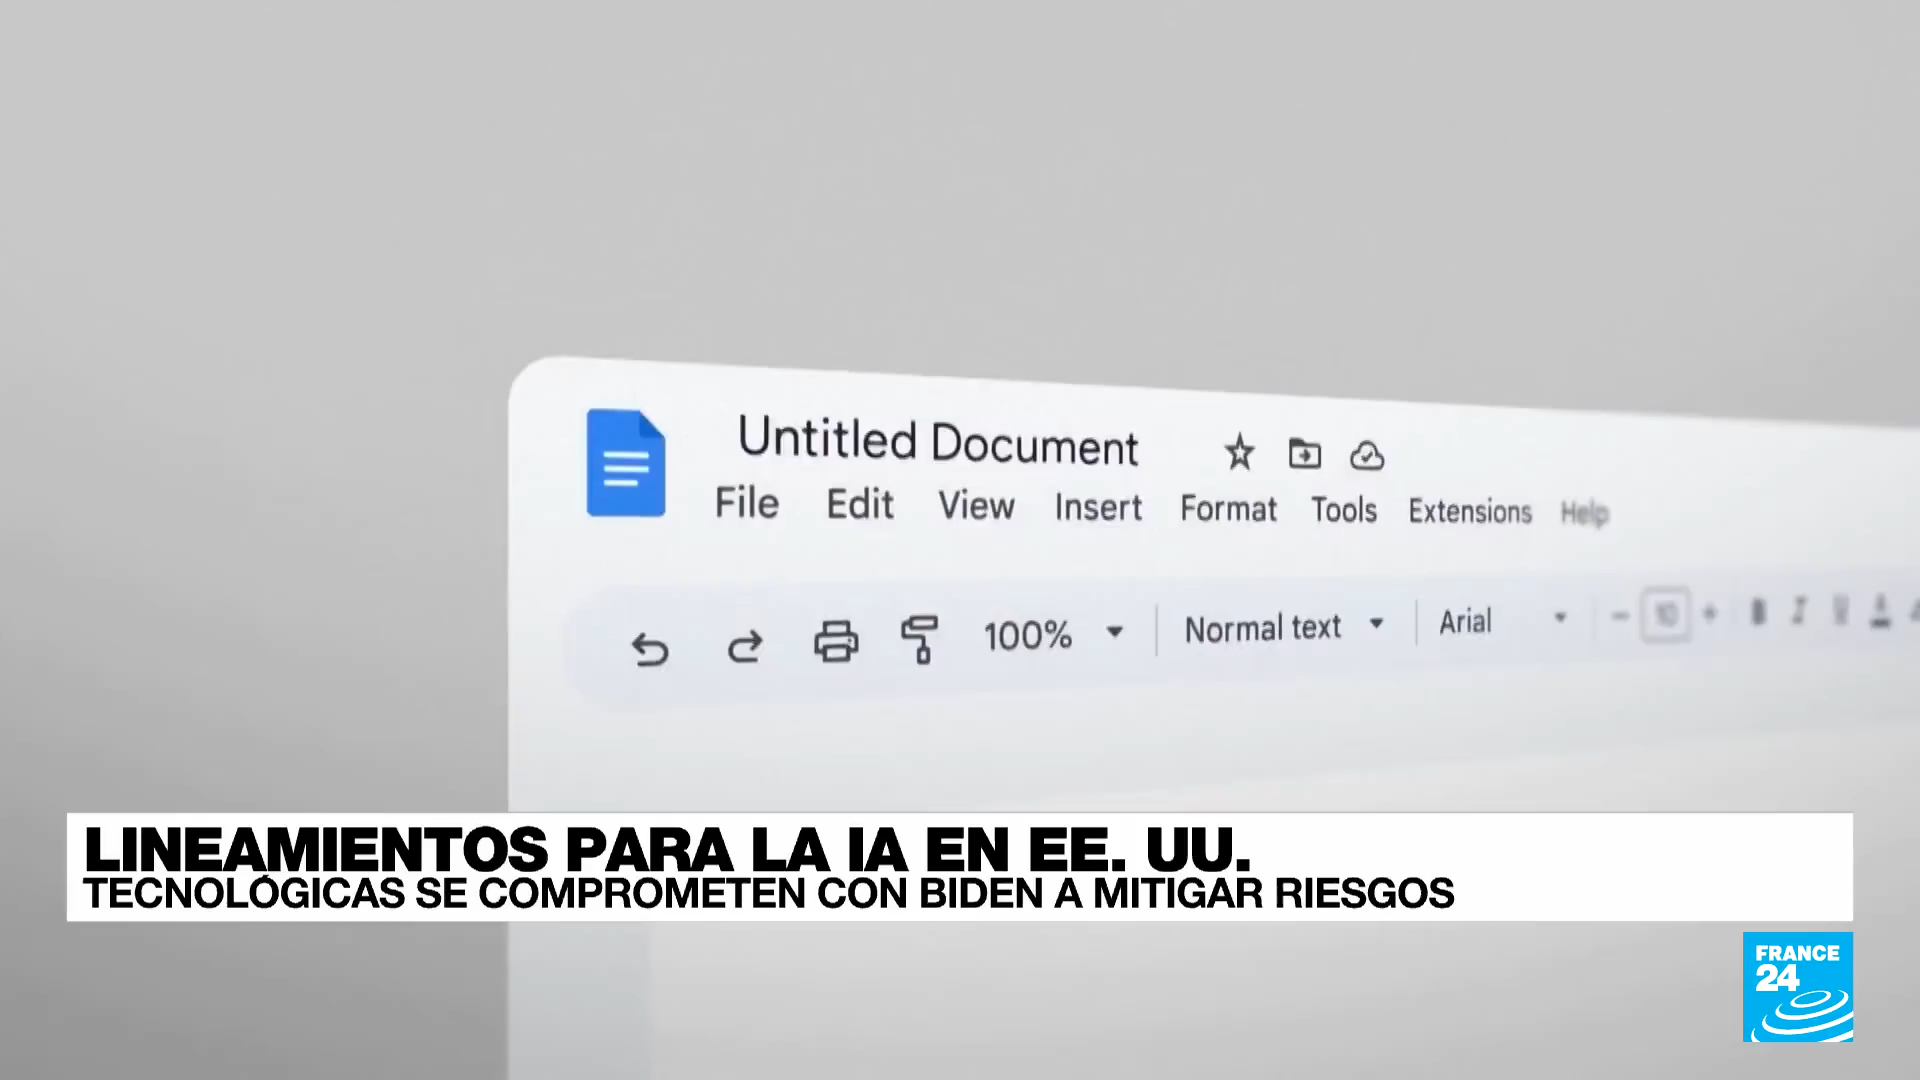 Untitled Document
File Edit View Insert Format Tools Extensions Help
100% Normal text Arial
LINEAMIENTOS PARA LA IA EN EE. UU.
TECNOLÓGICAS SE COMPROMETEN CON BIDEN A MITIGAR RIESGOS
FRANCE
24